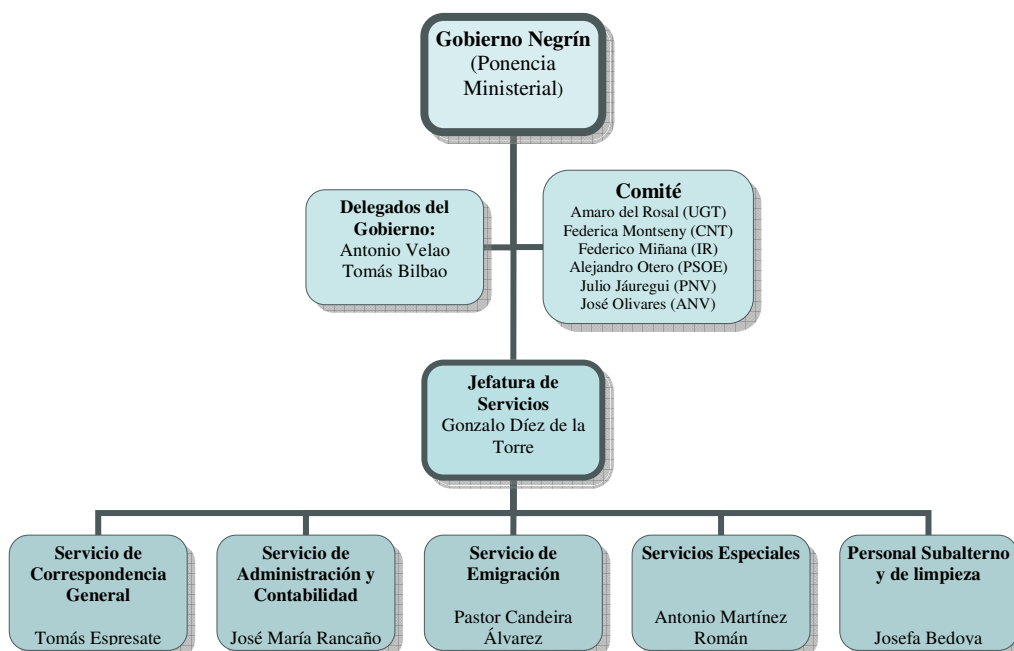 Gobierno Negrín
(Ponencia
Ministerial)
Delegados del
Gobierno:
Antonio Velao
Tomás Bilbao
Comité
Amaro del Rosal (UGT)
Federica Montseny (CNT)
Federico Miñana (IR)
Alejandro Otero (PSOE)
Julio Jáuregui (PNV)
José Olivares (ANV)
Jefatura de
Servicios
Gonzalo Díez de la
Torre
Servicio de
Correspondencia
General
Tomás Espresate
Servicio de
Administración y
Contabilidad
José María Rancaño
Servicio de
Emigración
Pastor Candeira
Álvarez
Servicios Especiales
Antonio Martínez
Román
Personal Subalterno
y de limpieza
Josefa Bedoya